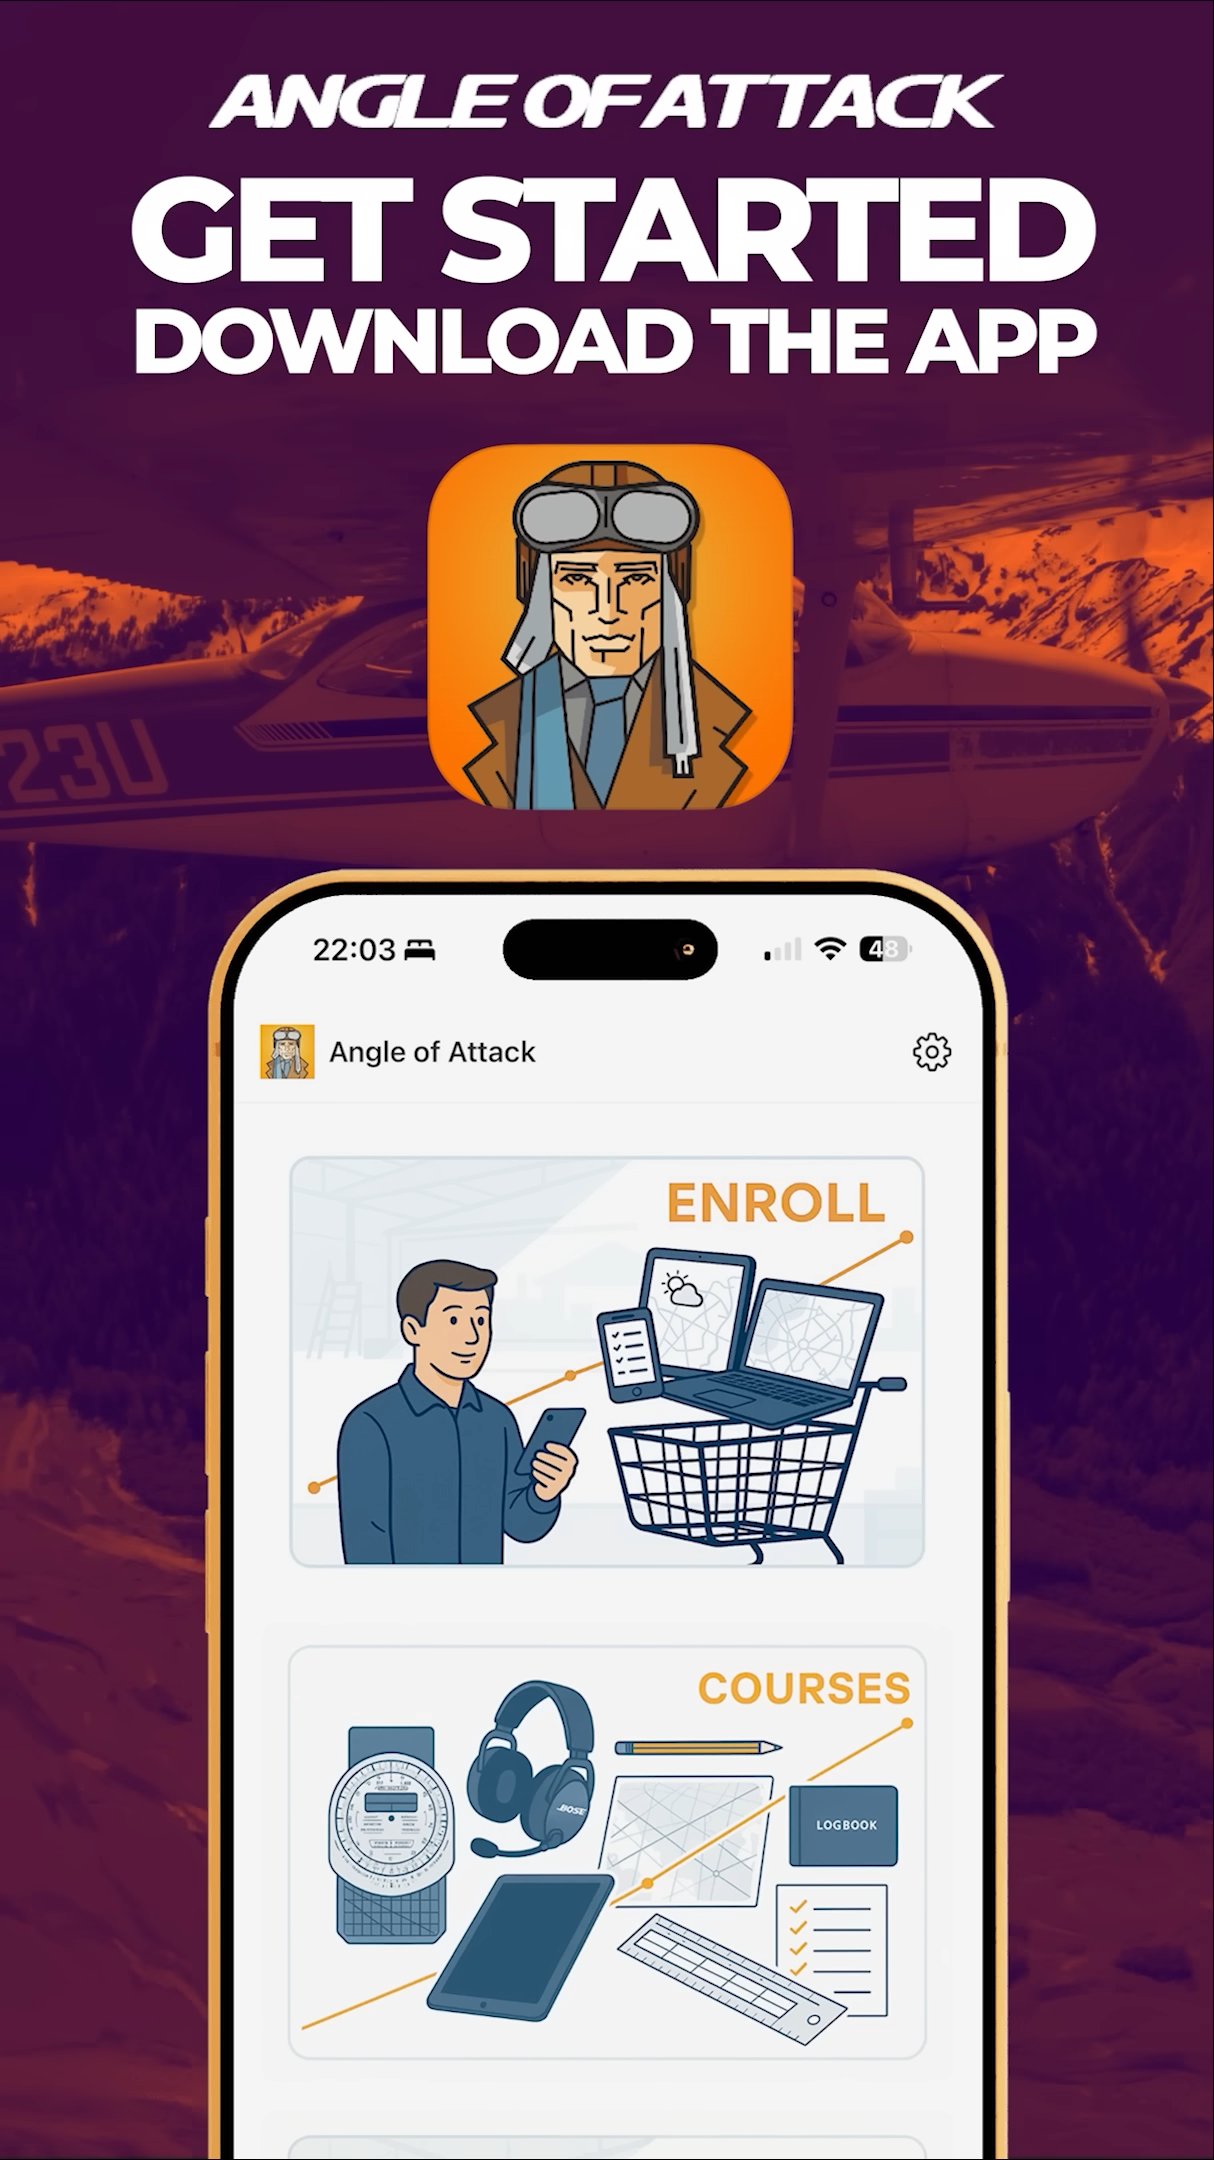 ANGLE OF ATTACK
GET STARTED
DOWNLOAD THE APP
23U
22:03
48
Angle of Attack
ENROLL
COURSES
BOSE
LOGBOOK